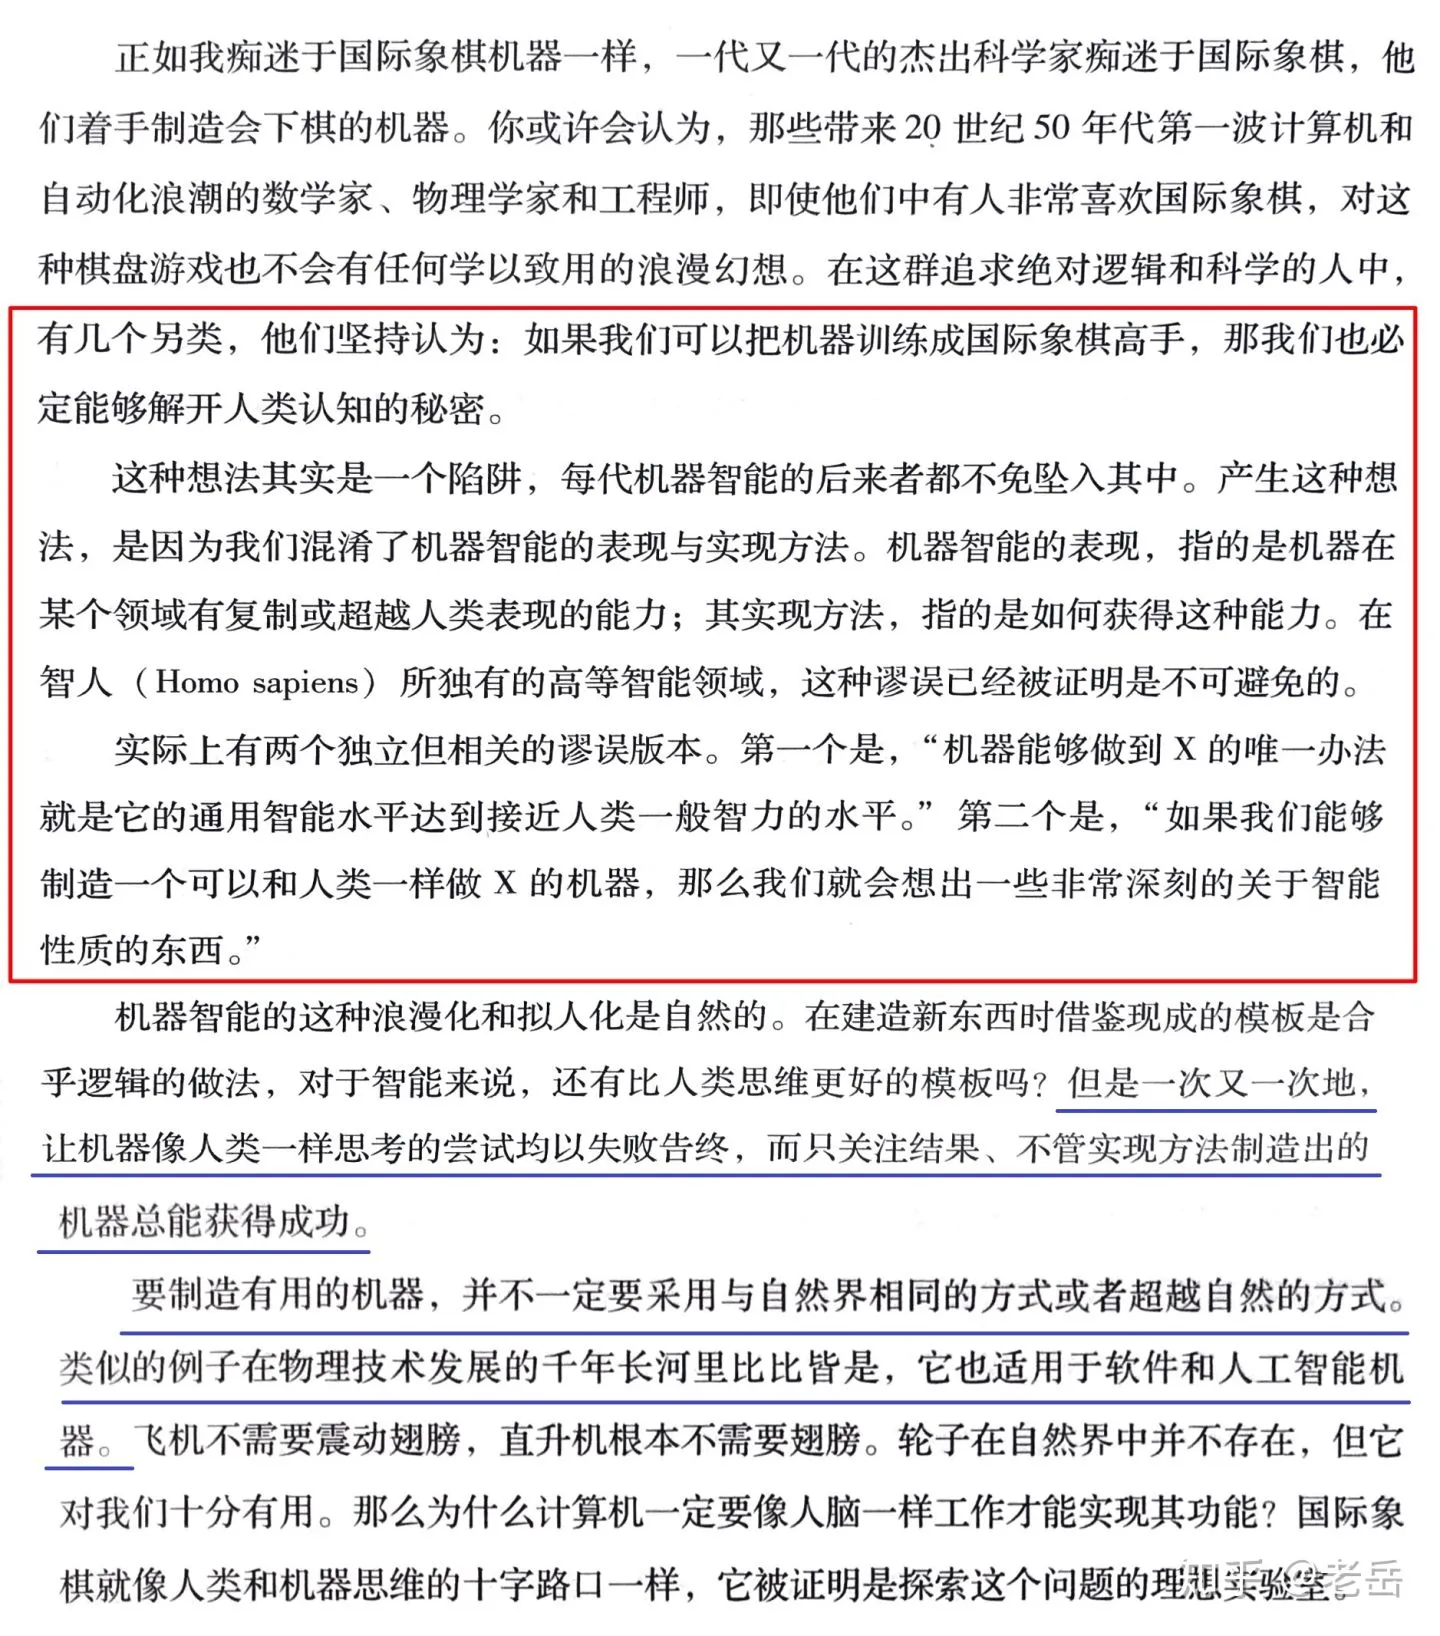 正如我痴迷于国际象棋机器一样，一代又一代的杰出科学家痴迷于国际象棋，他
们着手制造会下棋的机器。你或许会认为，那些带来 20 世纪 50 年代第一波计算机和
自动化浪潮的数学家、物理学家和工程师，即使他们中有人非常喜欢国际象棋，对这
种棋盘游戏也不会有任何学以致用的浪漫幻想。在这群追求绝对逻辑和科学的人中，
有几个另类，他们坚持认为：如果我们可以把机器训练成国际象棋高手，那我们也必
定能够解开人类认知的秘密。
这种想法其实是一个陷阱，每代机器智能的后来者都不免坠入其中。产生这种想
法，是因为我们混淆了机器智能的表现与实现方法。机器智能的表现，指的是机器在
某个领域有复制或超越人类表现的能力；其实现方法，指的是如何获得这种能力。在
智人（Homo sapiens）所独有的高等智能领域，这种谬误已经被证明是不可避免的。
实际上有两个独立但相关的谬误版本。第一个是，“机器能够做到 X 的唯一办法
就是它的通用智能水平达到接近人类一般智力的水平。”第二个是，“如果我们能够
制造一个可以和人类一样做 X 的机器，那么我们就会想出一些非常深刻的关于智能
性质的东西。”
机器智能的这种浪漫化和拟人化是自然的。在建造新东西时借鉴现成的模板是合
乎逻辑的做法，对于智能来说，还有比人类思维更好的模板吗？但是一次又一次地，
让机器像人类一样思考的尝试均以失败告终，而只关注结果、不管实现方法制造出的
机器总能获得成功。
要制造有用的机器，并不一定要采用与自然界相同的方式或者超越自然的方式。
类似的例子在物理技术发展的千年长河里比比皆是，它也适用于软件和人工智能机
器。飞机不需要震动翅膀，直升机根本不需要翅膀。轮子在自然界中并不存在，但它
对我们十分有用。那么为什么计算机一定要像人脑一样工作才能实现其功能？国际象
棋就像人类和机器思维的十字路口一样，它被证明是探索这个问题的理想实验室。
知乎 @老岳